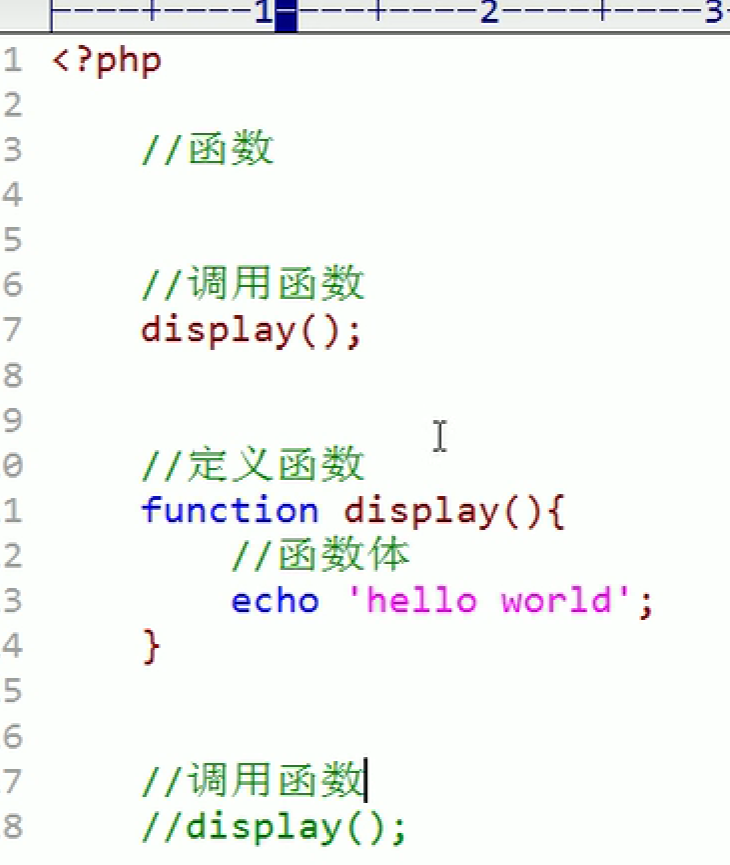 |----+----1----+----2----+----3-
1 <?php
2
3 //函数
4
5
6 //调用函数
7 display();
8
9
0 //定义函数
1 function display(){
2 //函数体
3 echo 'hello world';
4 }
5
6
7 //调用函数
8 //display();